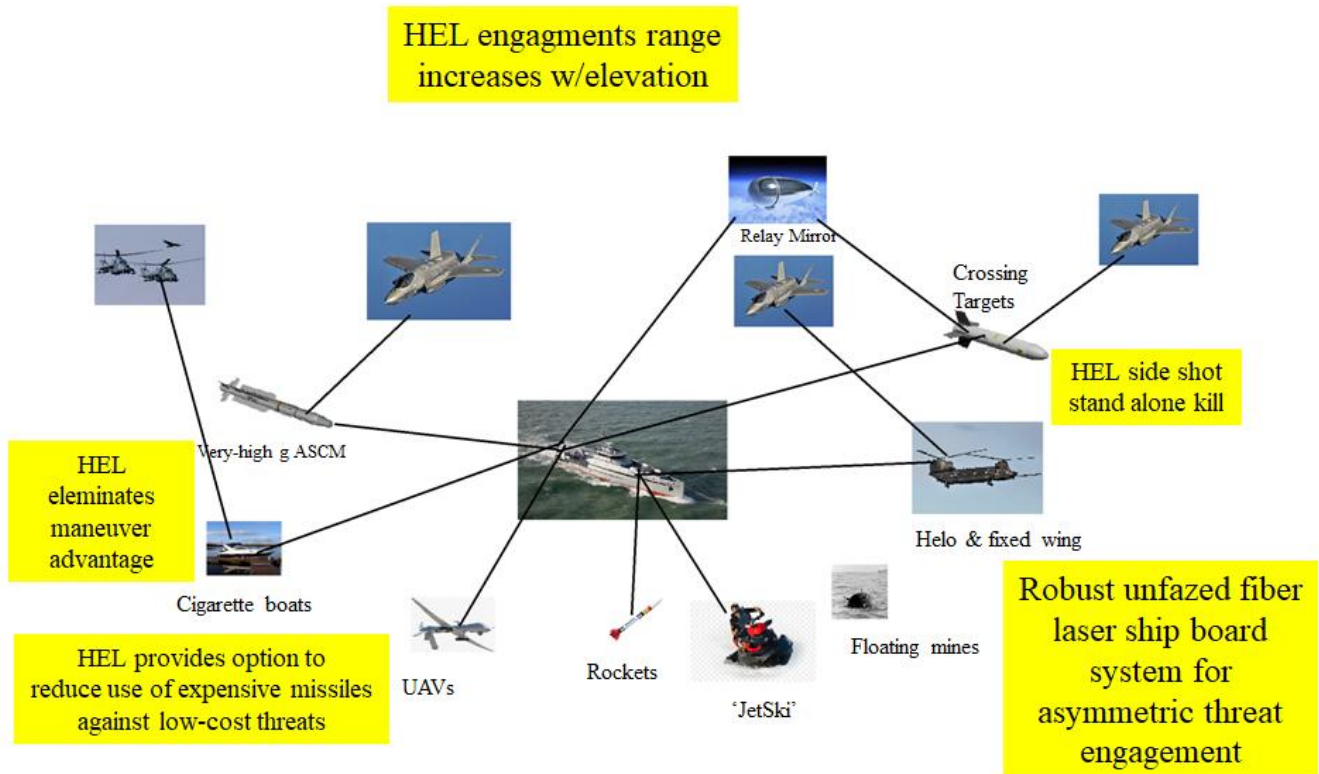 HEL engagments range
increases w/elevation
Relay Mirror
Crossing
Targets
HEL side shot
stand alone kill
Very-high g ASCM
HEL
eleminates
maneuver
advantage
Helo & fixed wing
Cigarette boats
Robust unfazed fiber
laser ship board
system for
asymmetric threat
engagement
Floating mines
HEL provides option to
reduce use of expensive missiles
against low-cost threats
UAVs
Rockets
‘JetSki’